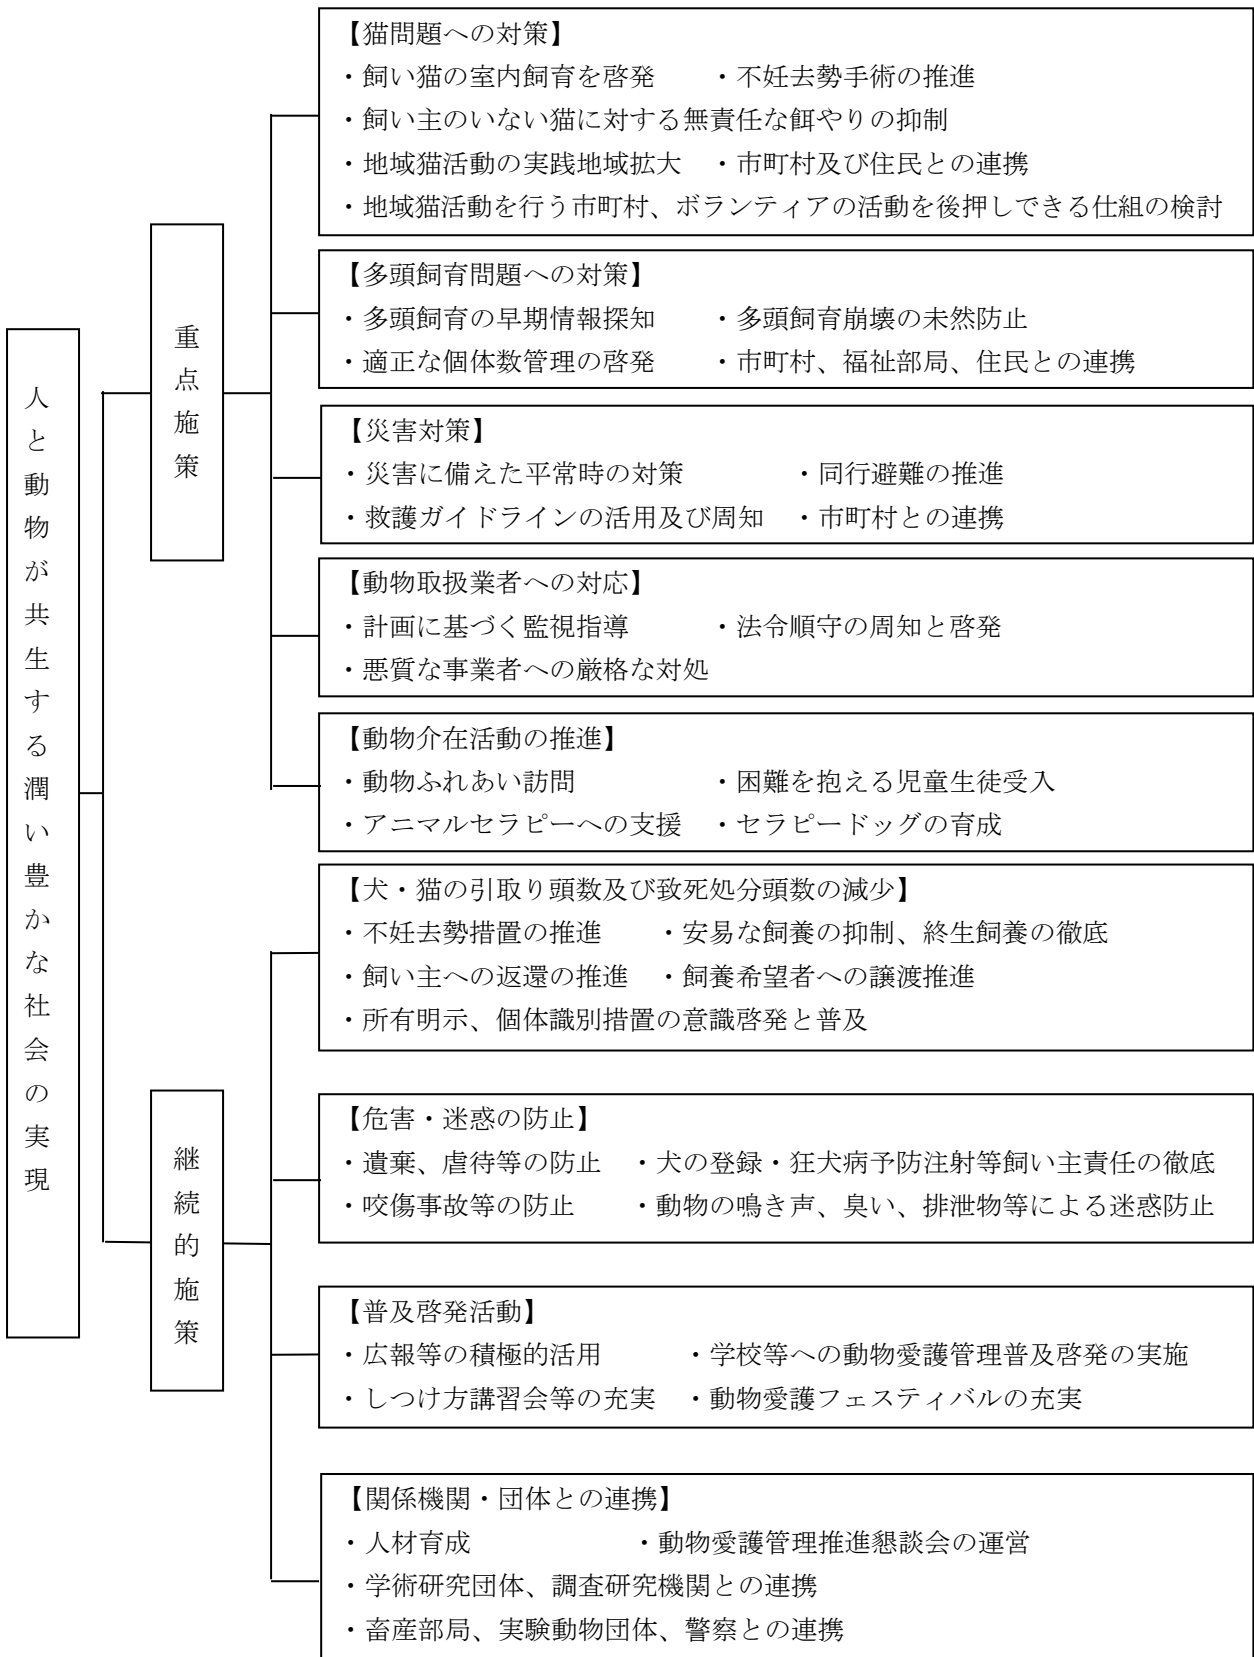 人と動物が共生する潤い豊かな社会の実現
重点施策
【猫問題への対策】
・飼い猫の室内飼育を啓発　・不妊去勢手術の推進
・飼い主のいない猫に対する無責任な餌やりの抑制
・地域猫活動の実践地域拡大　・市町村及び住民との連携
・地域猫活動を行う市町村、ボランティアの活動を後押しできる仕組の検討
【多頭飼育問題への対策】
・多頭飼育の早期情報探知　・多頭飼育崩壊の未然防止
・適正な個体数管理の啓発　・市町村、福祉部局、住民との連携
【災害対策】
・災害に備えた平常時の対策　・同行避難の推進
・救護ガイドラインの活用及び周知　・市町村との連携
【動物取扱業者への対応】
・計画に基づく監視指導　・法令順守の周知と啓発
・悪質な事業者への厳格な対処
【動物介在活動の推進】
・動物ふれあい訪問　・困難を抱える児童生徒受入
・アニマルセラピーへの支援　・セラピードッグの育成
継続的施策
【犬・猫の引取り頭数及び致死処分頭数の減少】
・不妊去勢措置の推進　・安易な飼養の抑制、終生飼養の徹底
・飼い主への返還の推進　・飼養希望者への譲渡推進
・所有明示、個体識別措置の意識啓発と普及
【危害・迷惑の防止】
・遺棄、虐待等の防止　・犬の登録・狂犬病予防注射等飼い主責任の徹底
・咬傷事故等の防止　・動物の鳴き声、臭い、排泄物等による迷惑防止
【普及啓発活動】
・広報等の積極的活用　・学校等への動物愛護管理普及啓発の実施
・しつけ方講習会等の充実　・動物愛護フェスティバルの充実
【関係機関・団体との連携】
・人材育成　・動物愛護管理推進懇談会の運営
・学術研究団体、調査研究機関との連携
・畜産部局、実験動物団体、警察との連携